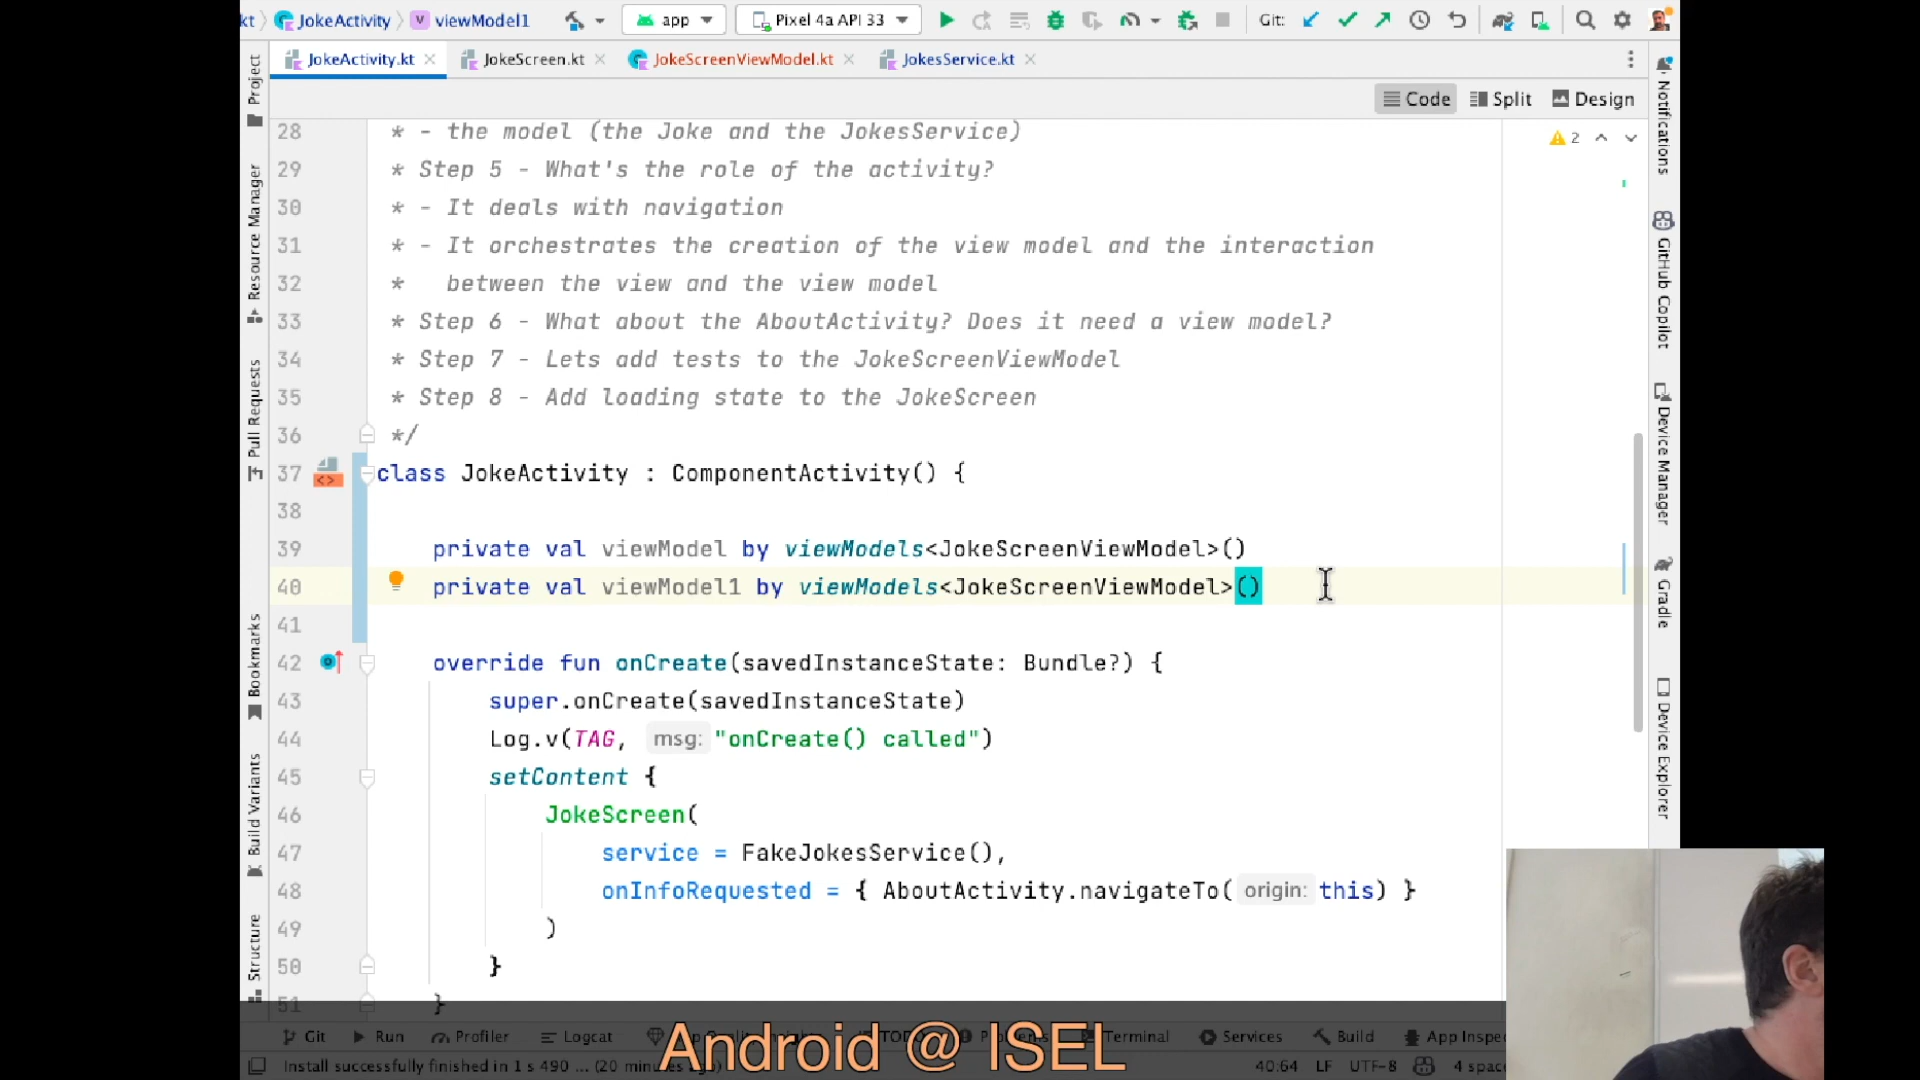 kt JokeActivity viewModel1 app Pixel 4a API 33 Git:
JokeActivity.kt JokeScreen.kt JokeScreenViewModel.kt JokesService.kt
Code Split Design
2
28 * - the model (the Joke and the JokesService)
29 * Step 5 - What's the role of the activity?
30 * - It deals with navigation
31 * - It orchestrates the creation of the view model and the interaction
32 * between the view and the view model
33 * Step 6 - What about the AboutActivity? Does it need a view model?
34 * Step 7 - Lets add tests to the JokeScreenViewModel
35 * Step 8 - Add loading state to the JokeScreen
36 */
37 class JokeActivity : ComponentActivity() {
38
39 private val viewModel by viewModels<JokeScreenViewModel>()
40 private val viewModel1 by viewModels<JokeScreenViewModel>()
41
42 override fun onCreate(savedInstanceState: Bundle?) {
43 super.onCreate(savedInstanceState)
44 Log.v(TAG, msg: "onCreate() called")
45 setContent {
46 JokeScreen(
47 service = FakeJokesService(),
48 onInfoRequested = { AboutActivity.navigateTo( origin: this) }
49 )
50 }
51 }
Project
Resource Manager
Pull Requests
Bookmarks
Build Variants
Structure
Notifications
GitHub Copilot
Device Manager
Gradle
Device Explorer
Git Run Profiler Logcat Terminal Services Build App Inspe
Android @ ISEL
Install successfully finished in 1 s 490 ... (20 minutes 40:64 LF UTF-8 4 spac